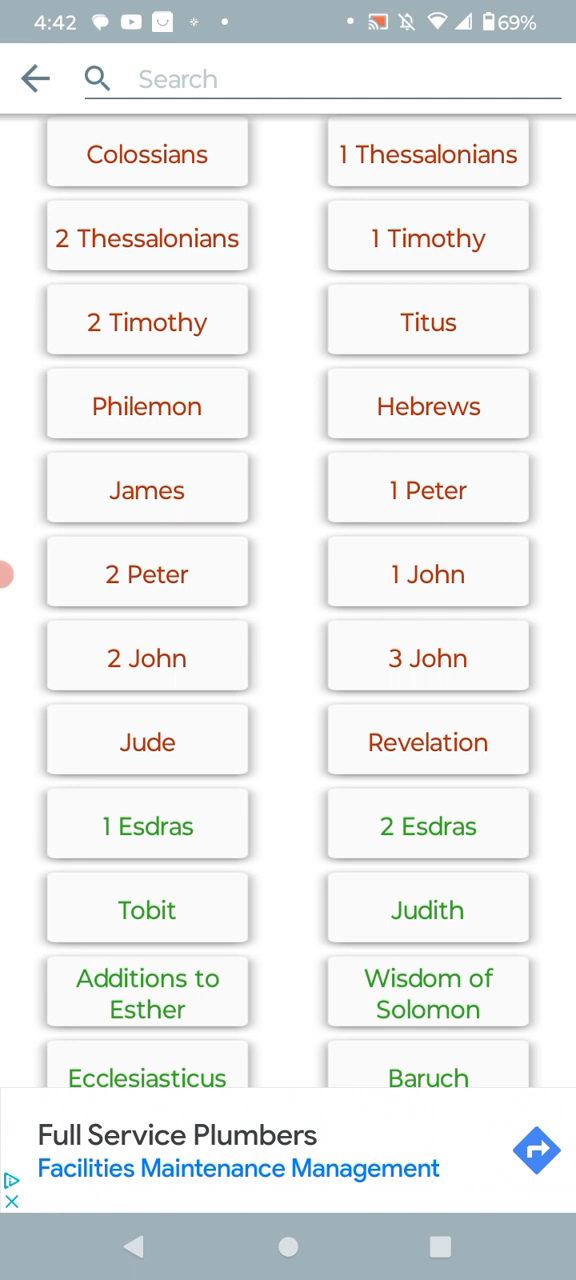 4:42
69%
Search
Colossians
1 Thessalonians
2 Thessalonians
1 Timothy
2 Timothy
Titus
Philemon
Hebrews
James
1 Peter
2 Peter
1 John
2 John
3 John
Jude
Revelation
1 Esdras
2 Esdras
Tobit
Judith
Additions to
Esther
Wisdom of
Solomon
Ecclesiasticus
Baruch
Full Service Plumbers
Facilities Maintenance Management